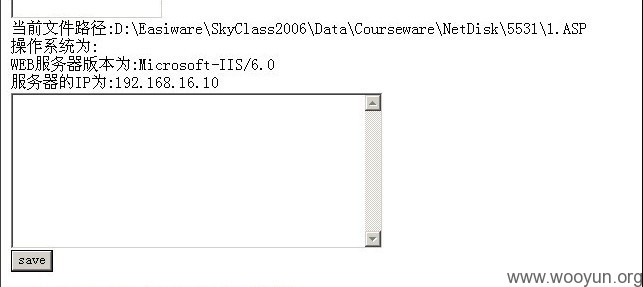 当前文件路径:D:\Easiware\SkyClass2006\Data\Courseware\NetDisk\5531\1.ASP
操作系统为:
WEB服务器版本为:Microsoft-IIS/6.0
服务器的IP为:192.168.16.10
save
www.wooyun.org